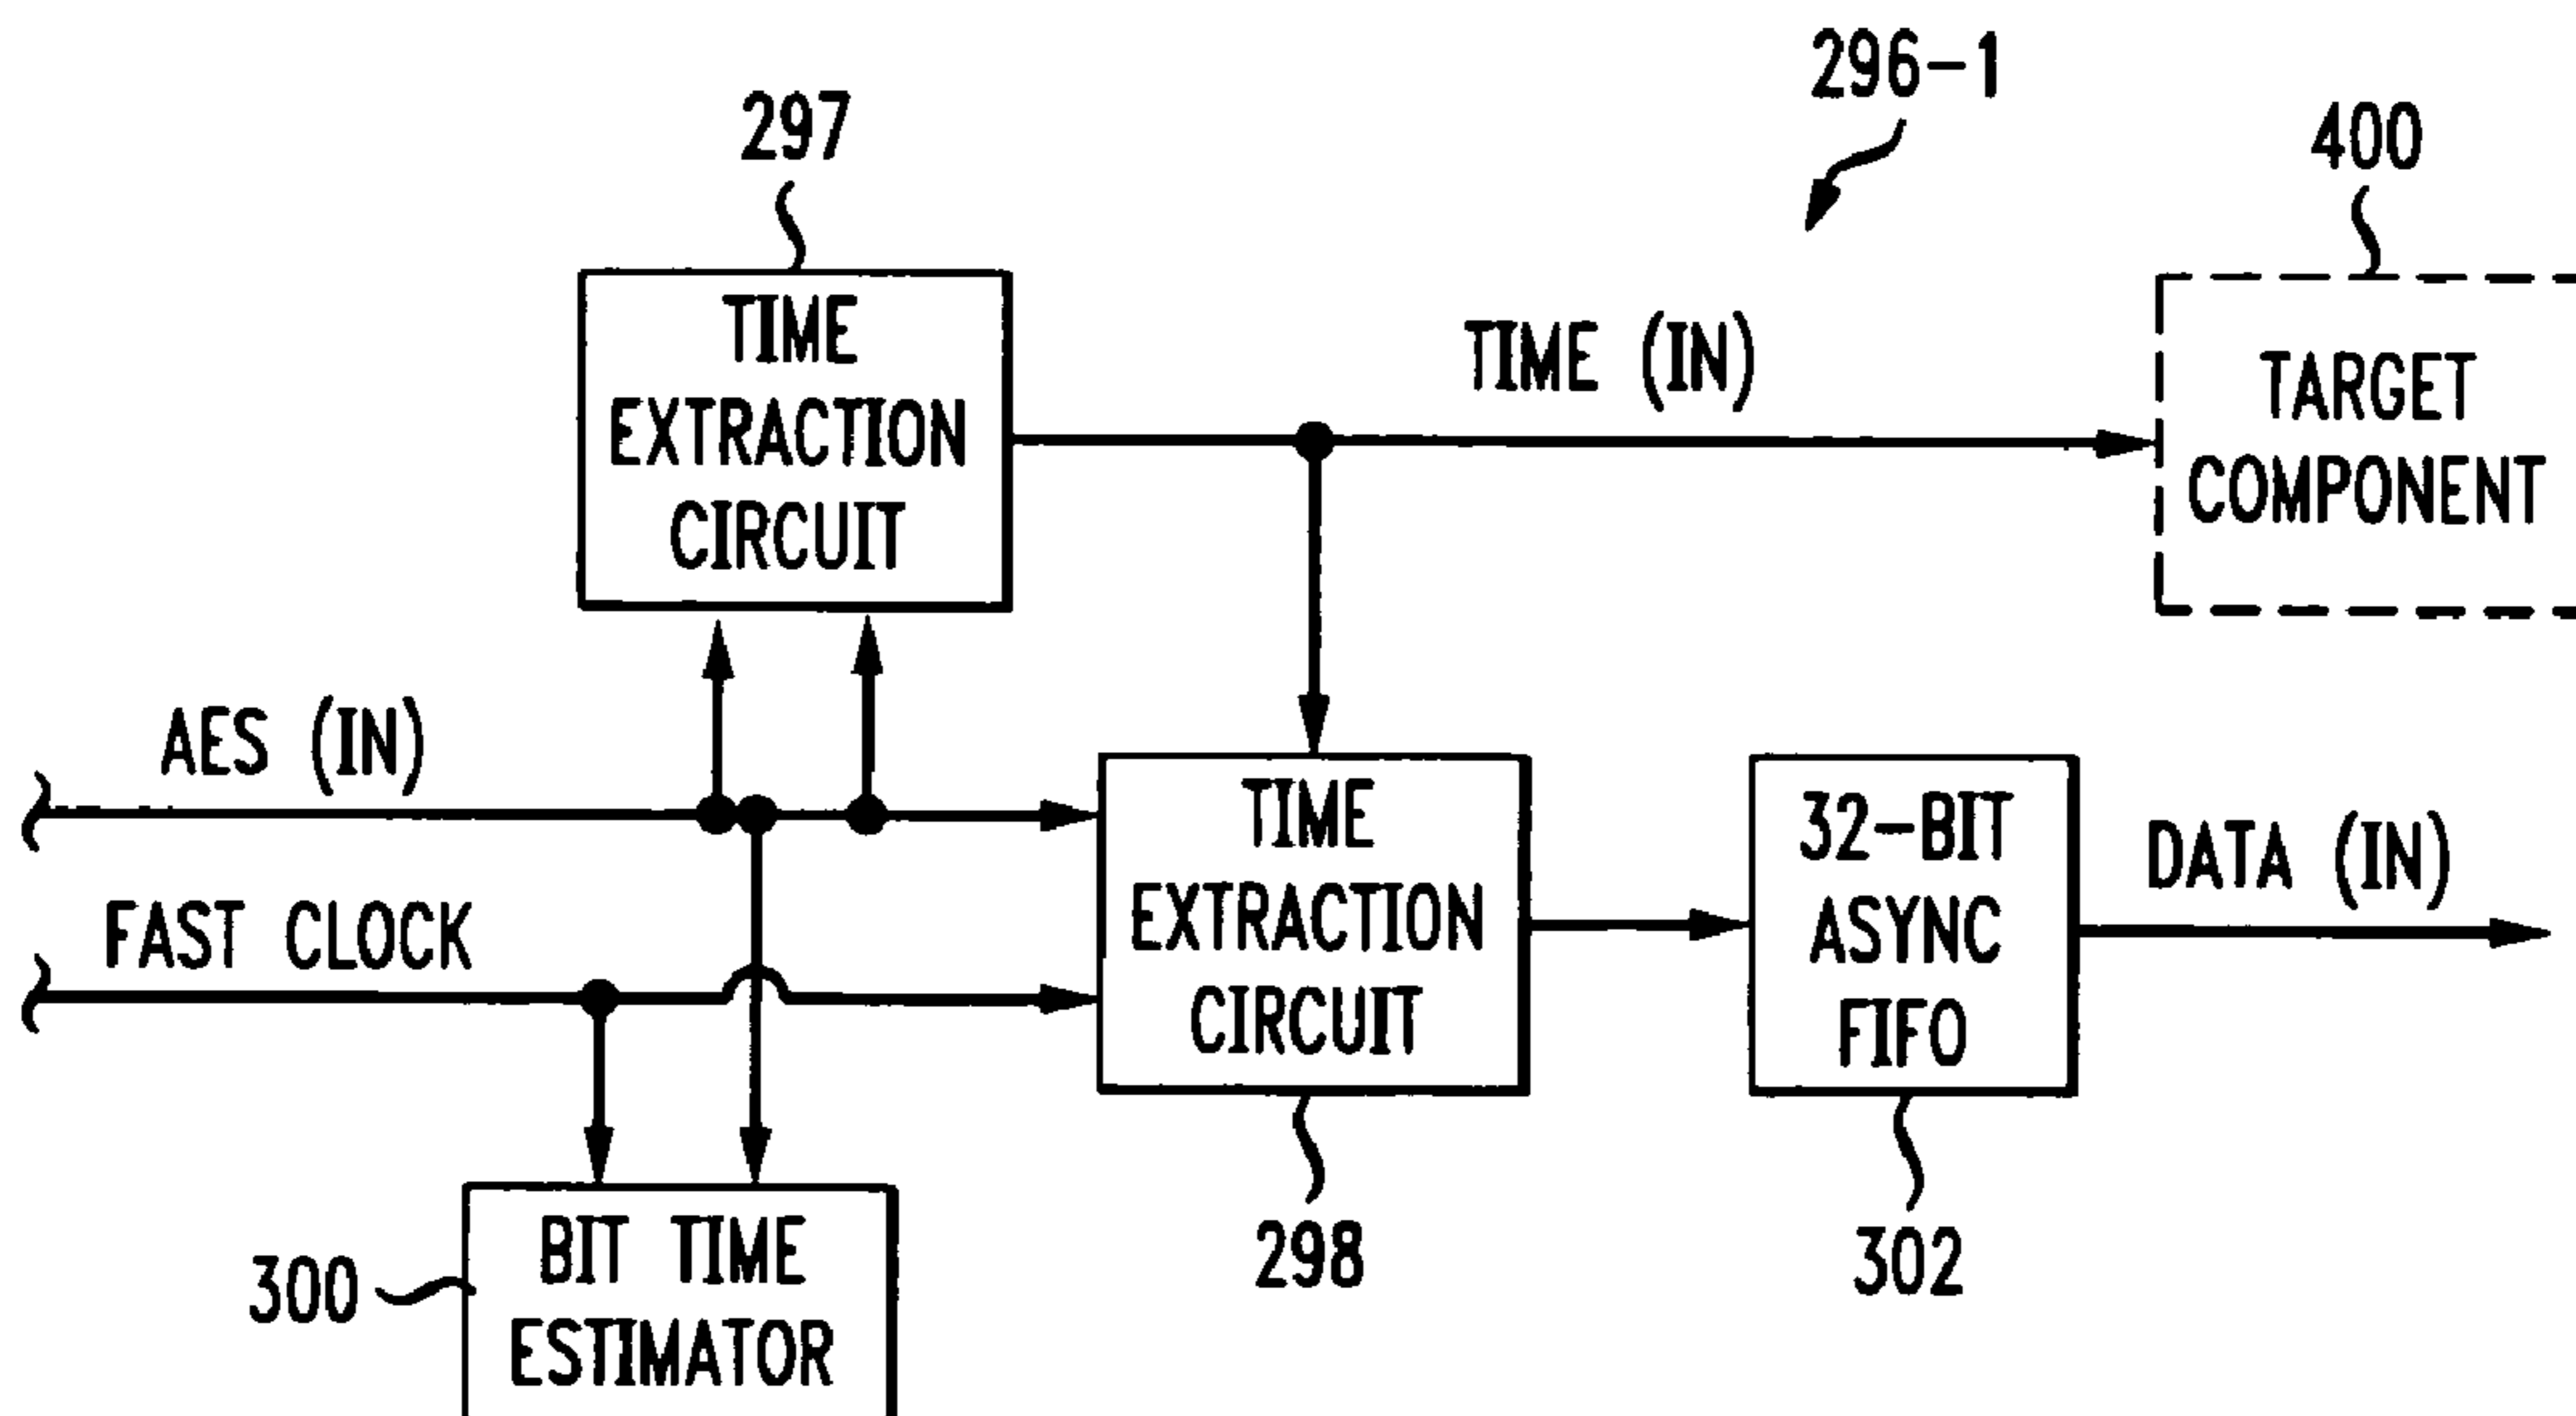 296-1
297
400
TIME
EXTRACTION
CIRCUIT
TIME (IN)
TARGET
COMPONENT
AES (IN)
FAST CLOCK
TIME
EXTRACTION
CIRCUIT
32-BIT
ASYNC
FIFO
DATA (IN)
298
302
300
BIT TIME
ESTIMATOR